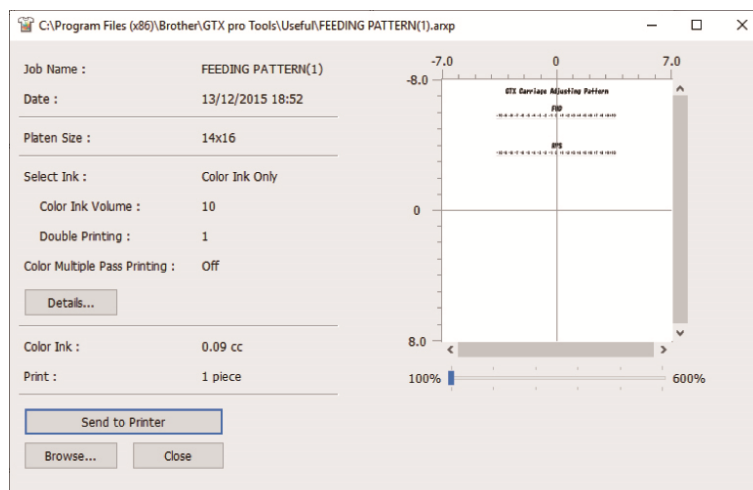 C:\Program Files (x86)\Brother\GTX pro Tools\Useful\FEEDING PATTERN(1).arxp
Job Name : FEEDING PATTERN(1)
Date : 13/12/2015 18:52
Platen Size : 14x16
Select Ink : Color Ink Only
Color Ink Volume : 10
Double Printing : 1
Color Multiple Pass Printing : Off
Details...
Color Ink : 0.09 cc
Print : 1 piece
Send to Printer
Browse...
Close
-7.0 0 7.0
-8.0
GTX Carriage Adjusting Pattern
FWD
0
8.0
100% 600%